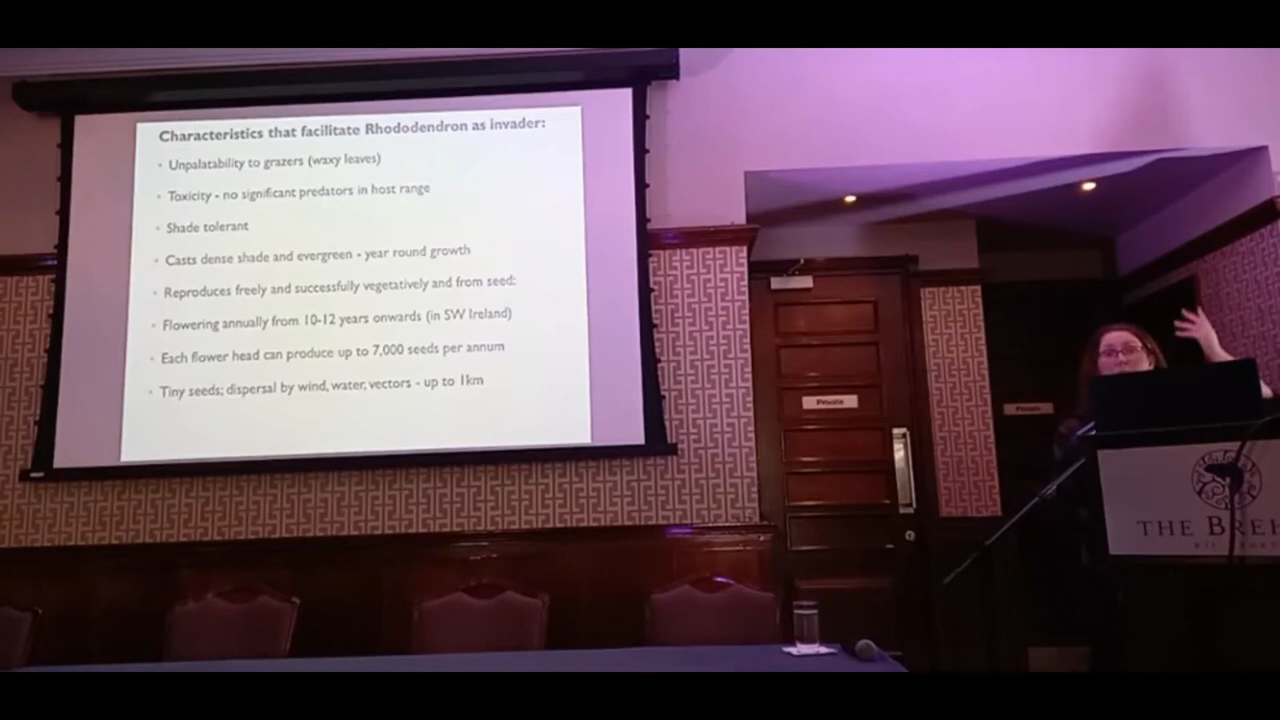 Characteristics that facilitate Rhododendron as invader:
• Unpalatability to grazers (waxy leaves)
• Toxicity - no significant predators in host range
• Shade tolerant
• Casts dense shade and evergreen - year round growth
• Reproduces freely and successfully vegetatively and from seed:
• Flowering annually from 10-12 years onwards (in SW Ireland)
• Each flower head can produce up to 7,000 seeds per annum
• Tiny seeds; dispersal by wind, water, vectors - up to 1km
Private
Private
THE BRE